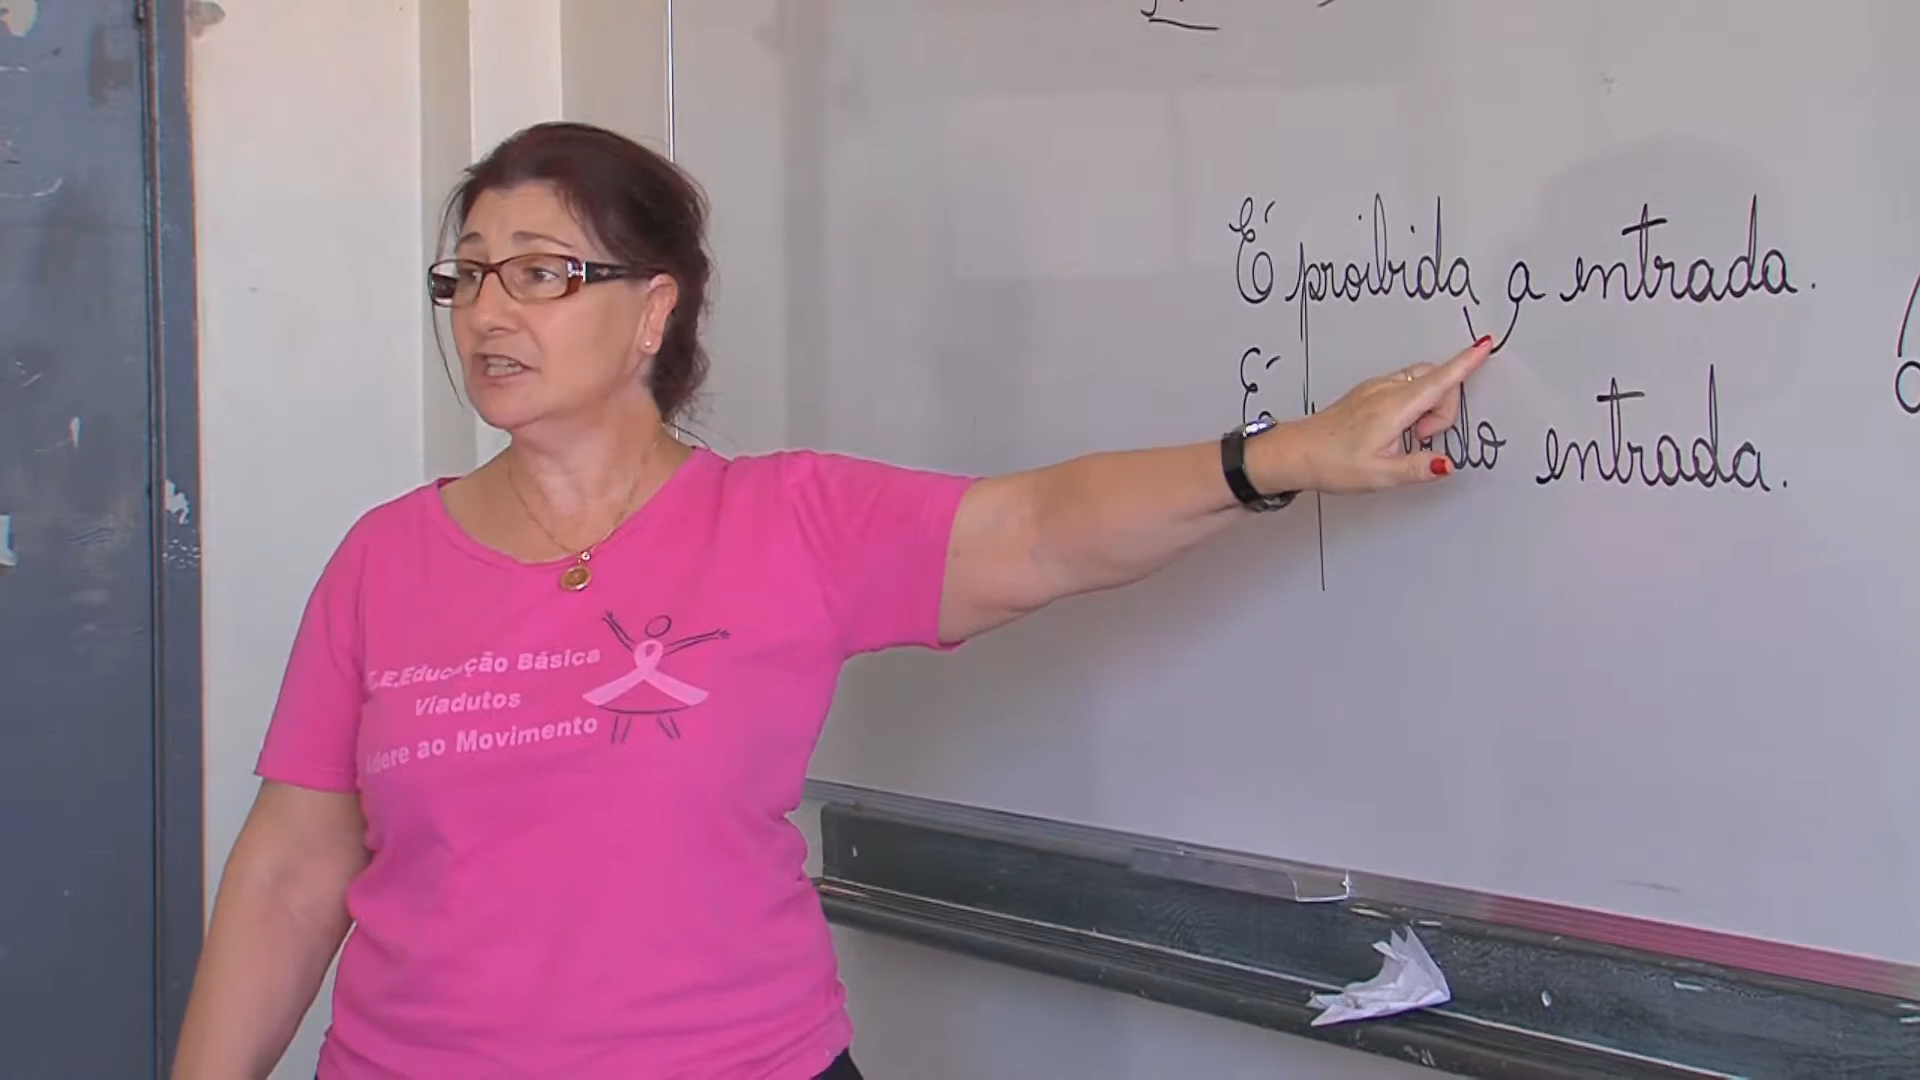 É proibida a entrada.
É entrada.
Educação Básica
Viadutos
ao Movimento